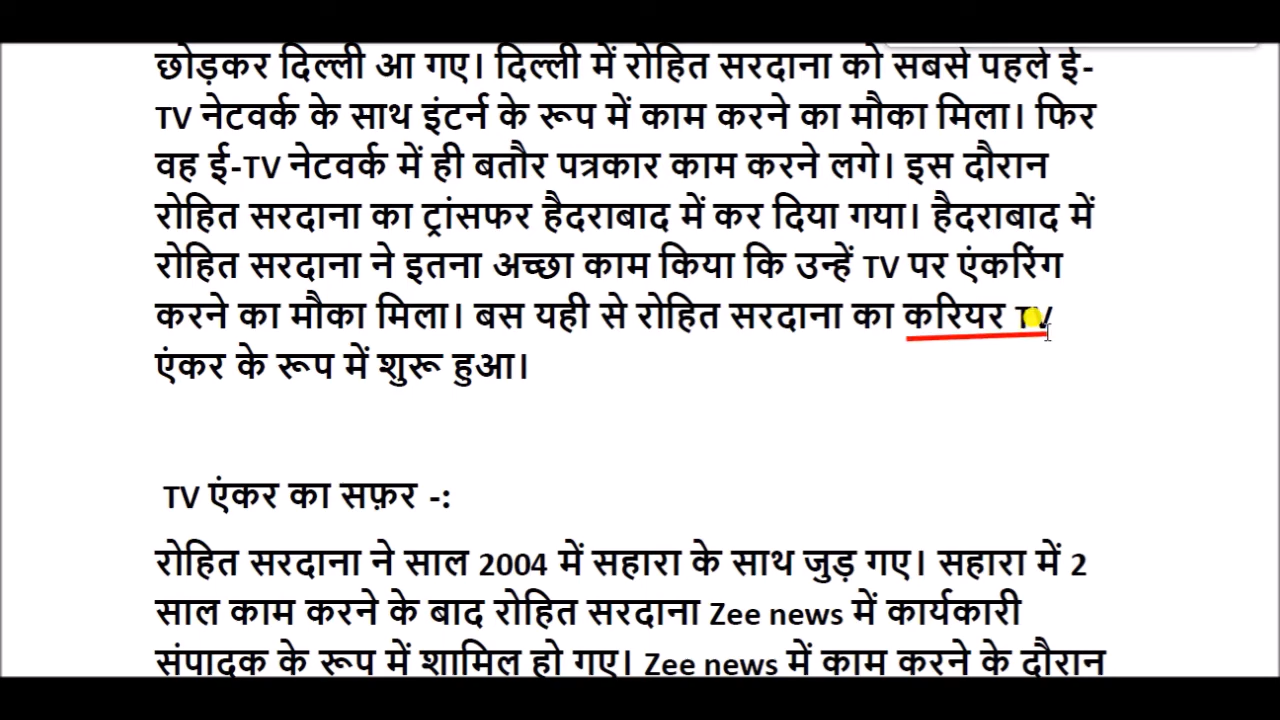 छोड़कर दिल्ली आ गए। दिल्ली में रोहित सरदाना को सबसे पहले ई-
TV नेटवर्क के साथ इंटर्न के रूप में काम करने का मौका मिला। फिर
वह ई-TV नेटवर्क में ही बतौर पत्रकार काम करने लगे। इस दौरान
रोहित सरदाना का ट्रांसफर हैदराबाद में कर दिया गया। हैदराबाद में
रोहित सरदाना ने इतना अच्छा काम किया कि उन्हें TV पर एंकरिंग
करने का मौका मिला। बस यही से रोहित सरदाना का करियर TV
एंकर के रूप में शुरू हुआ।
TV एंकर का सफ़र -:
रोहित सरदाना ने साल 2004 में सहारा के साथ जुड़ गए। सहारा में 2
साल काम करने के बाद रोहित सरदाना Zee news में कार्यकारी
संपादक के रूप में शामिल हो गए। Zee news में काम करने के दौरान